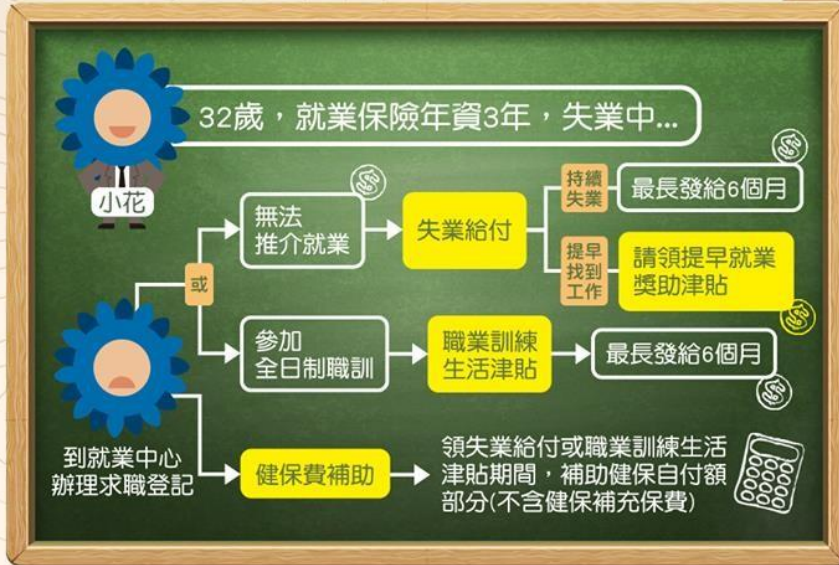 32歲，就業保險年資3年，失業中...
小花
或
無法
推介就業
失業給付
持續
失業
最長發給6個月
提早
找到
工作
請領提早就業
獎助津貼
參加
全日制職訓
職業訓練
生活津貼
最長發給6個月
到就業中心
辦理求職登記
健保費補助
領失業給付或職業訓練生活
津貼期間，補助健保自付額
部分(不含健保補充保費)